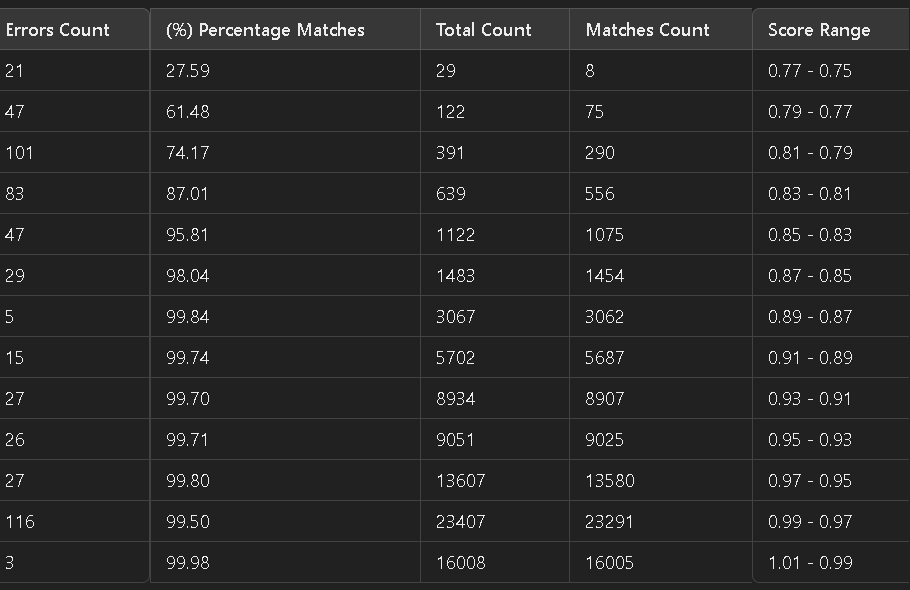 Errors Count (%) Percentage Matches Total Count Matches Count Score Range
21 27.59 29 8 0.77 - 0.75
47 61.48 122 75 0.79 - 0.77
101 74.17 391 290 0.81 - 0.79
83 87.01 639 556 0.83 - 0.81
47 95.81 1122 1075 0.85 - 0.83
29 98.04 1483 1454 0.87 - 0.85
5 99.84 3067 3062 0.89 - 0.87
15 99.74 5702 5687 0.91 - 0.89
27 99.70 8934 8907 0.93 - 0.91
26 99.71 9051 9025 0.95 - 0.93
27 99.80 13607 13580 0.97 - 0.95
116 99.50 23407 23291 0.99 - 0.97
3 99.98 16008 16005 1.01 - 0.99